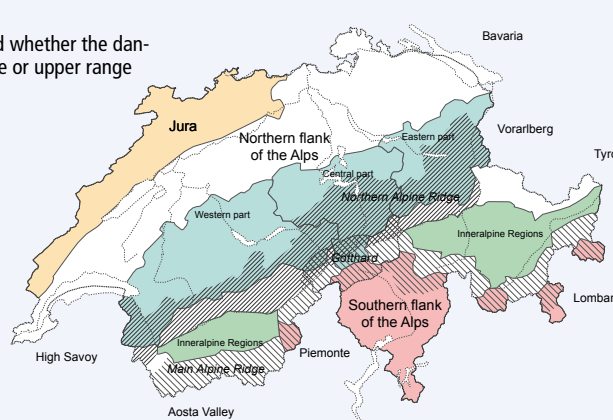 d whether the dan-
e or upper range
Bavaria
Jura
Northern flank
of the Alps
Eastern part
Vorarlberg
Central part
Tyro
Northern Alpine Ridge
Western part
Inneralpine Regions
Gotthard
Southern flank
of the Alps
Lombar
Inneralpine Regions
High Savoy
Piemonte
Main Alpine Ridge
Aosta Valley